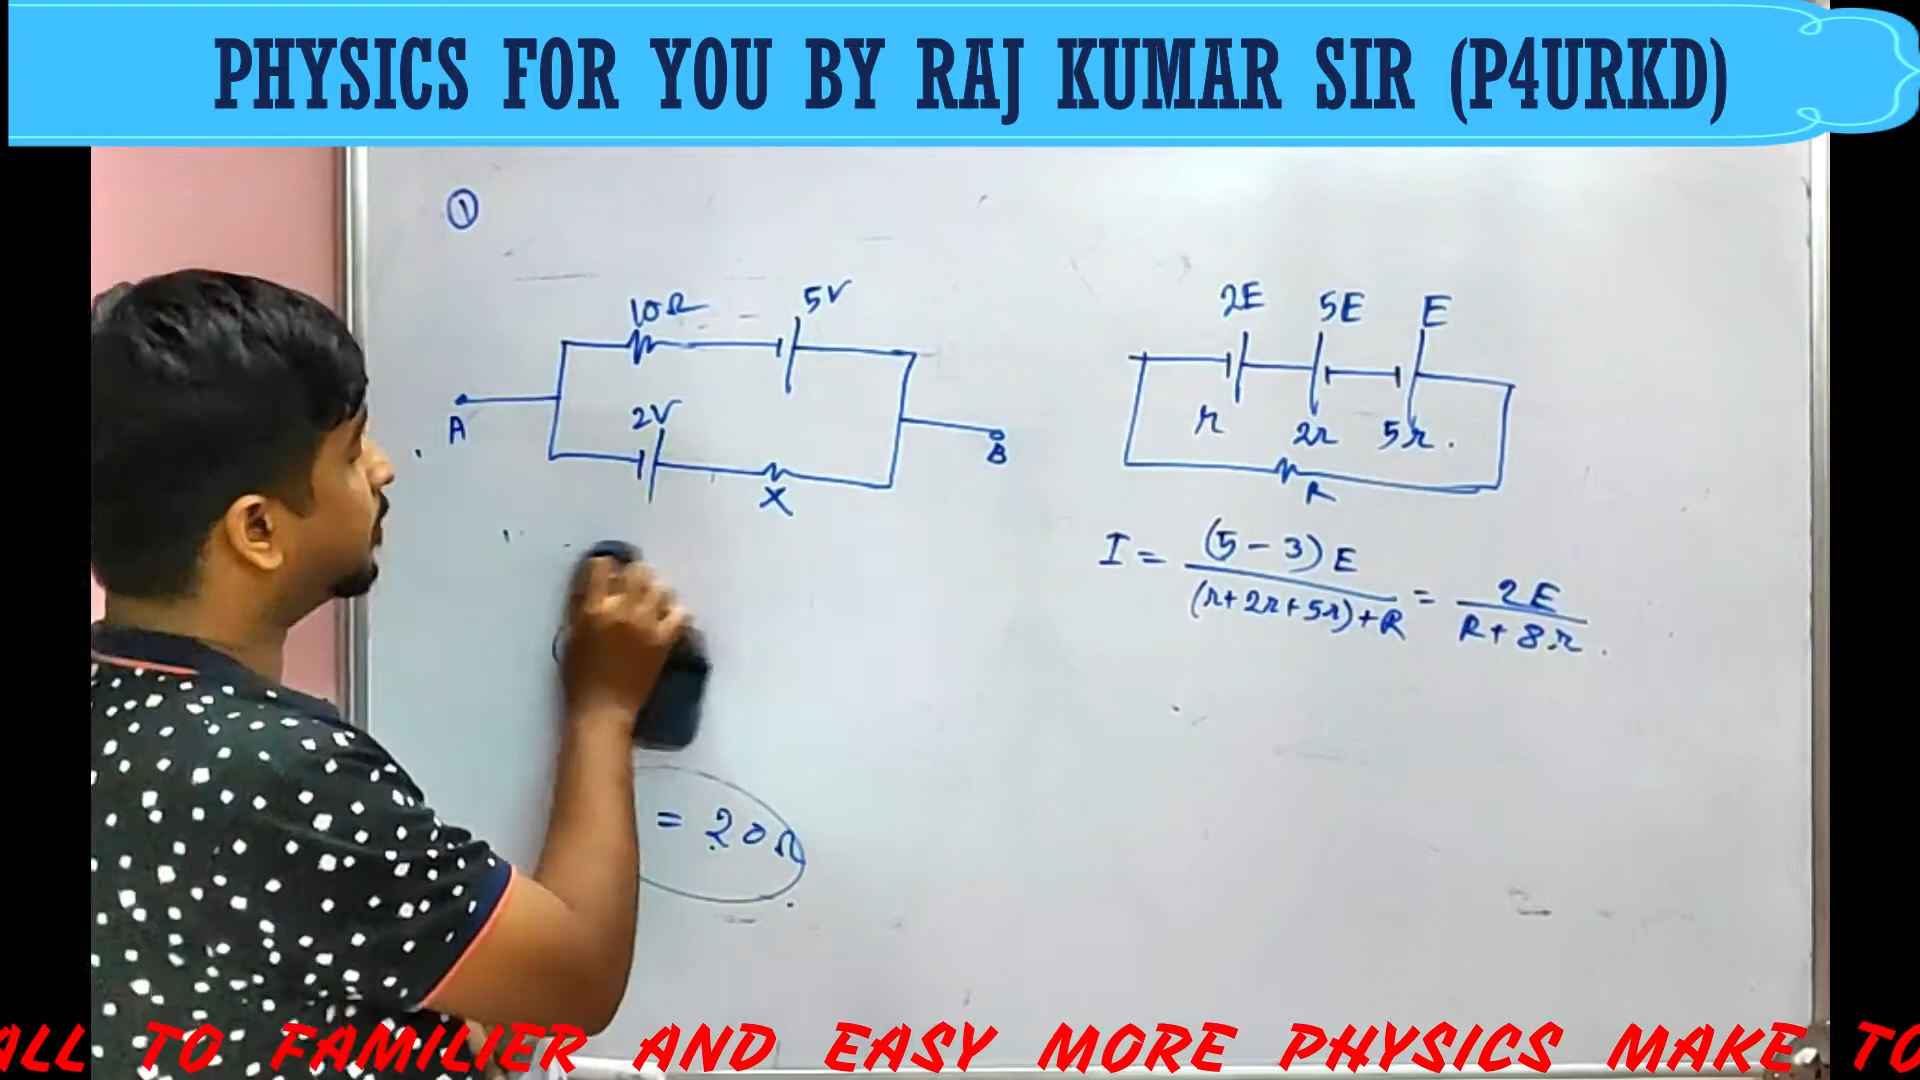 PHYSICS FOR YOU BY RAJ KUMAR SIR (P4URKD)
①
10Ω
5V
A
2V
X
B
2E 5E E
r 2r 5r.
R
I = (5-3)E / (r+2r+5r)+R = 2E / R+8r.
= 20Ω
ALL TO FAMILIER AND EASY MORE PHYSICS MAKE TO